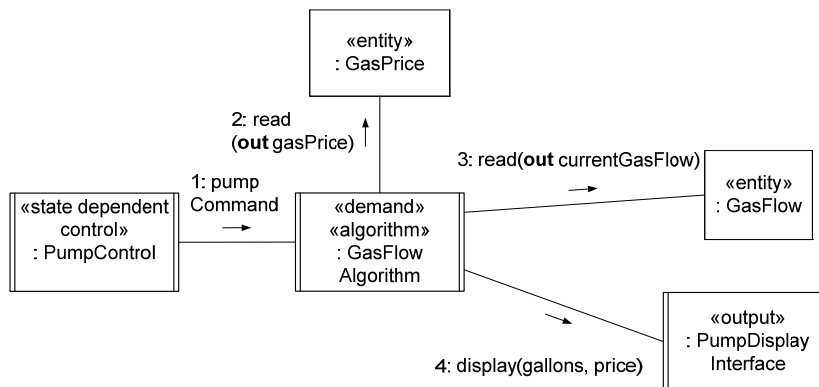 «entity»
: GasPrice
2: read
(out gasPrice)
3: read(out currentGasFlow)
«entity»
: GasFlow
1: pump
Command
«state dependent
control»
: PumpControl
«demand»
«algorithm»
: GasFlow
Algorithm
«output»
: PumpDisplay
Interface
4: display(gallons, price)